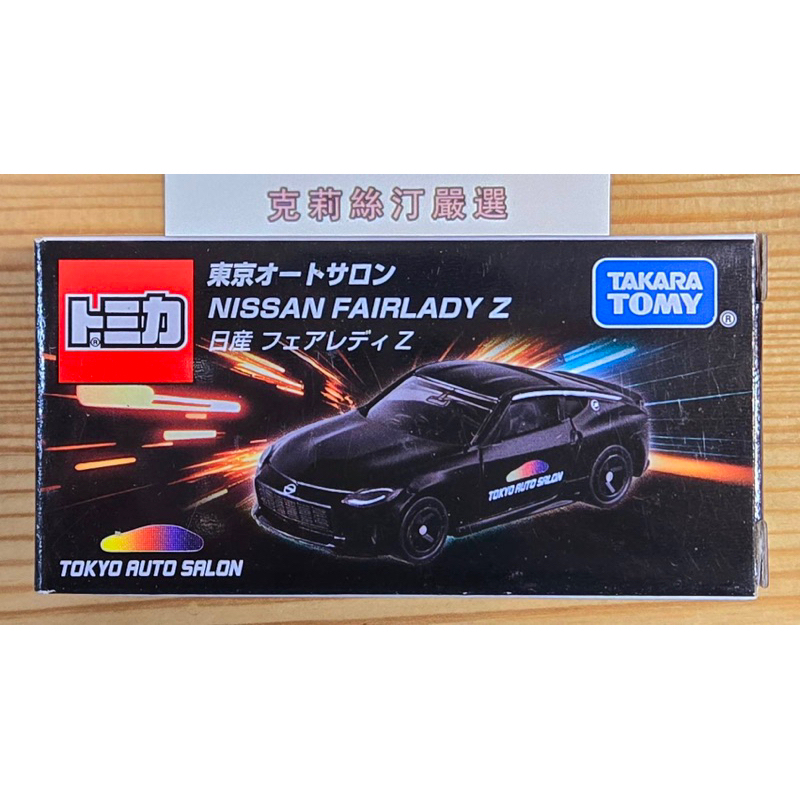 克莉絲汀嚴選
トミカ®
東京オートサロン
NISSAN FAIRLADY Z
日産 フェアレディ Z
TAKARA
TOMY®
TOKYO AUTO SALON
TOKYO AUTO SALON